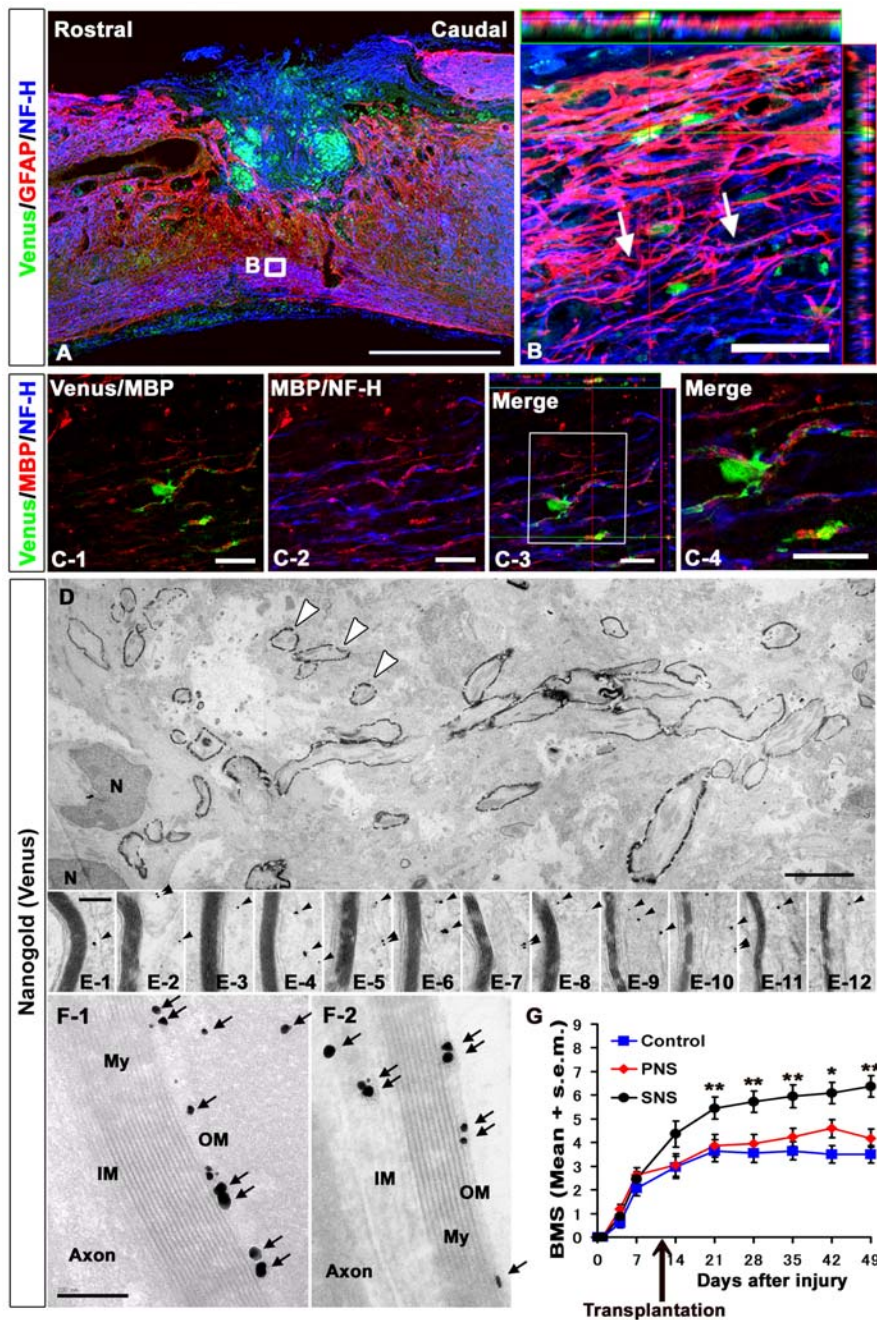 Venus/GFAP/NF-H
Rostral
Caudal
B
A
B
Venus/MBP/NF-H
Venus/MBP
MBP/NF-H
Merge
Merge
C-1
C-2
C-3
C-4
Nanogold (Venus)
D
N
N
E-1
E-2
E-3
E-4
E-5
E-6
E-7
E-8
E-9
E-10
E-11
E-12
F-1
My
OM
IM
Axon
F-2
IM
OM
My
Axon
G
BMS (Mean + s.e.m.)
9
8
7
6
5
4
3
2
1
0
Control
PNS
SNS
** ** ** * **
0 7 14 21 28 35 42 49
Days after injury
Transplantation